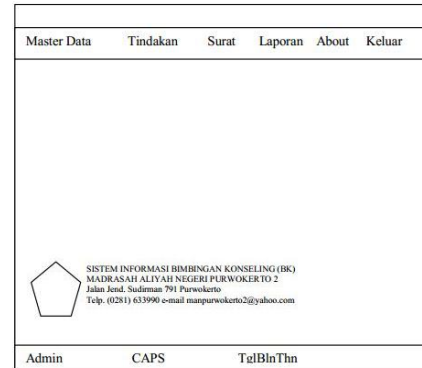 Master Data Tindakan Surat Laporan About Keluar
SISTEM INFORMASI BIMBINGAN KONSELING (BK)
MADRASAH ALIYAH NEGERI PURWOKERTO 2
Jalan Jend. Sudirman 791 Purwokerto
Telp. (0281) 633990 e-mail manpurwokerto2@yahoo.com
Admin CAPS TglBlnThn